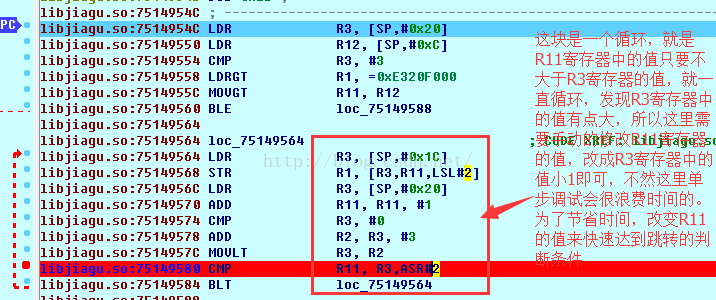 libjiagu.so:7514954C ;
PC libjiagu.so:7514954C LDR R3, [SP,#0x20]
libjiagu.so:75149550 LDR R12, [SP,#0xC]
libjiagu.so:75149554 CMP R3, #3
libjiagu.so:75149558 LDRGT R1, =0xE320F000
libjiagu.so:7514955C MOVGT R11, R12
libjiagu.so:75149560 BLE loc_75149588
libjiagu.so:75149564
libjiagu.so:75149564 loc_75149564 ; CODE XREF: libjiagu.so
libjiagu.so:75149564 LDR R3, [SP,#0x1C]
libjiagu.so:75149568 STR R1, [R3,R11,LSL#2]
libjiagu.so:7514956C LDR R3, [SP,#0x20]
libjiagu.so:75149570 ADD R11, R11, #1
libjiagu.so:75149574 CMP R3, #0
libjiagu.so:75149578 ADD R2, R3, #3
libjiagu.so:7514957C MOVLT R3, R2
libjiagu.so:75149580 CMP R11, R3,ASR#2
libjiagu.so:75149584 BLT loc_75149564
这块是一个循环，就是
R11寄存器中的值只要不
大于R3寄存器的值，就一
直循环，发现R3寄存器中
的值有点大，所以这里需
要手动的修改R11寄存器
的值，改成R3寄存器中的
值小1即可，不然这里单
步调试会很浪费时间的。
为了节省时间，改变R11
的值来快速达到跳转的判
断条件